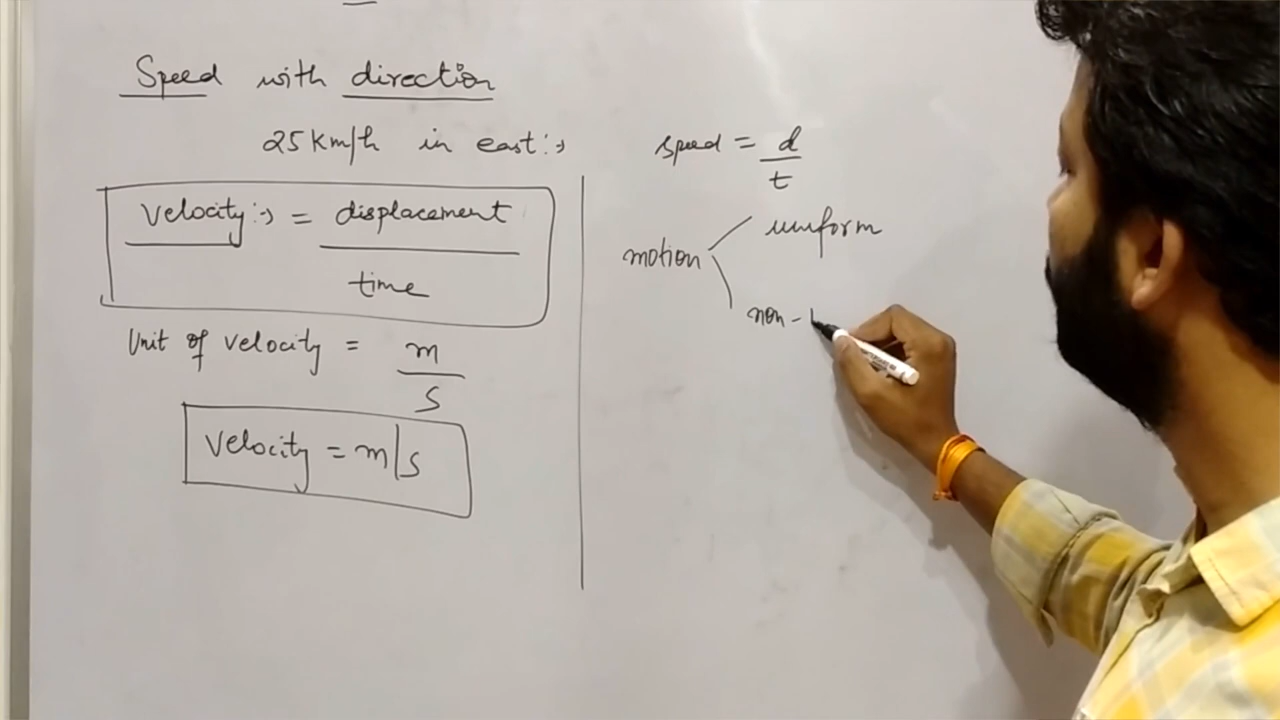 Speed with direction
25 Km/h in east:→
Velocity:→ = displacement
time
Unit of velocity = m
s
Velocity = m/s
speed = d
t
uniform
motion
non-